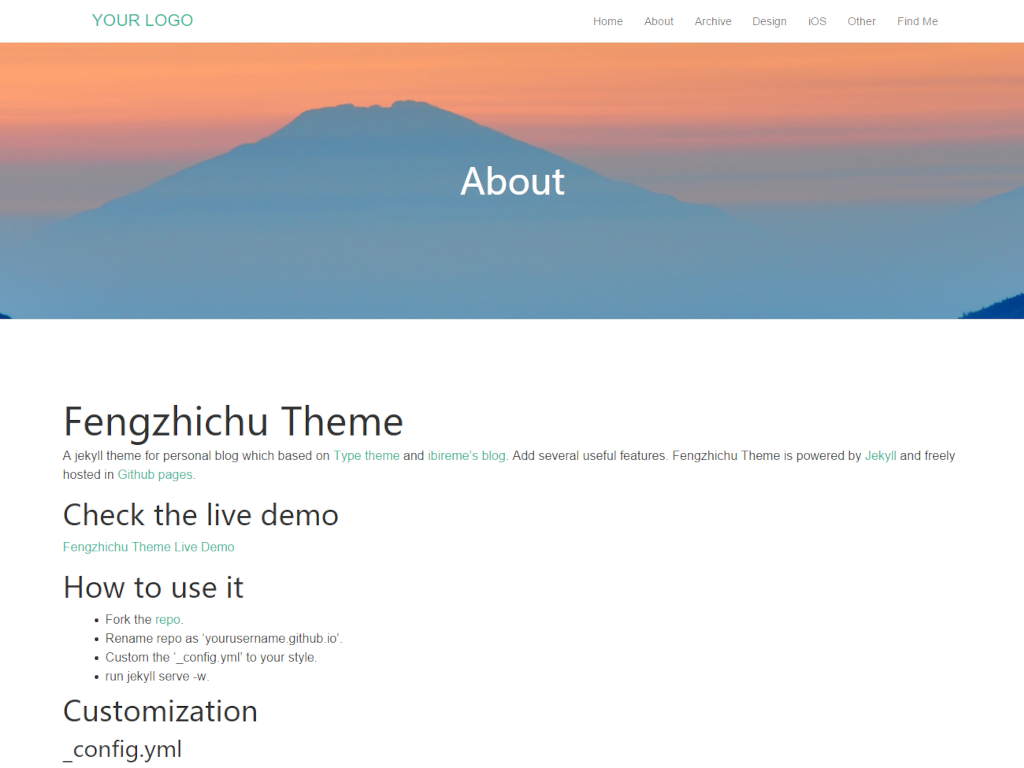 YOUR LOGO
Home About Archive Design iOS Other Find Me
About
Fengzhichu Theme
A jekyll theme for personal blog which based on Type theme and ibireme's blog. Add several useful features. Fengzhichu Theme is powered by Jekyll and freely
hosted in Github pages.
Check the live demo
Fengzhichu Theme Live Demo
How to use it
Fork the repo.
Rename repo as ‘yourusername.github.io’.
Custom the ‘_config.yml’ to your style.
run jekyll serve -w.
Customization
_config.yml